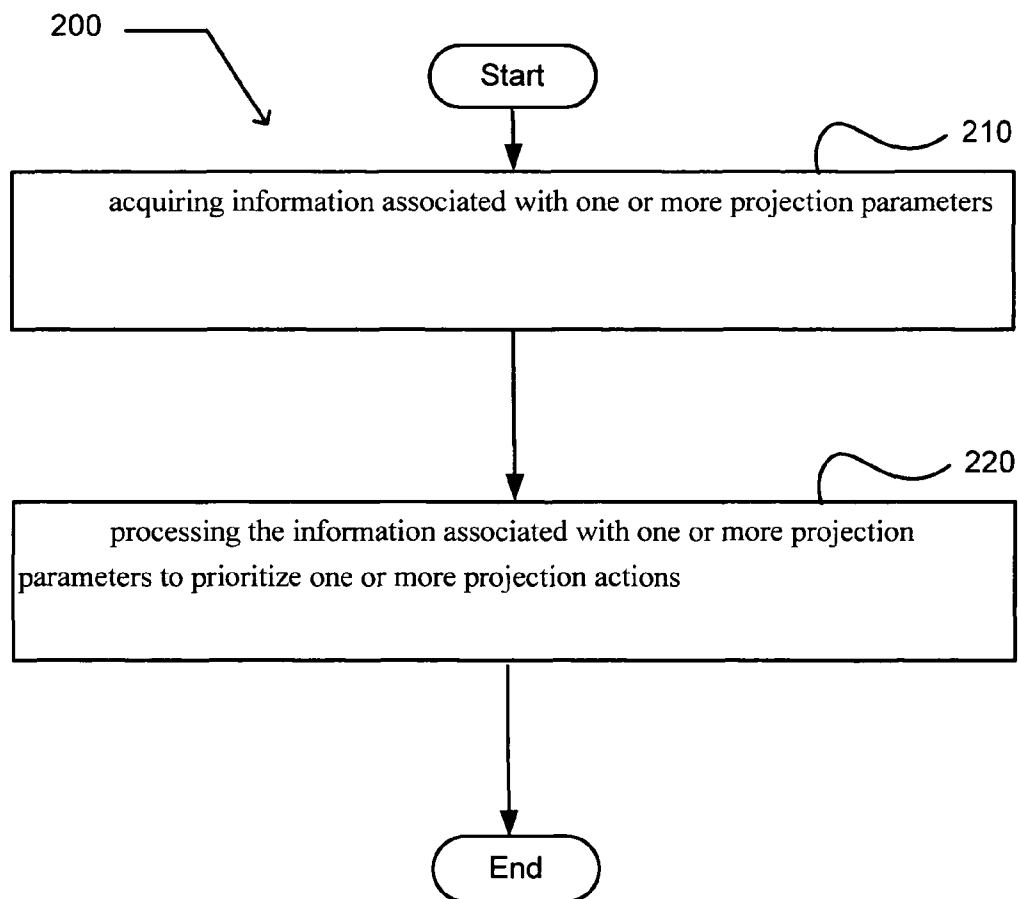 200
Start
210
acquiring information associated with one or more projection parameters
220
processing the information associated with one or more projection
parameters to prioritize one or more projection actions
End